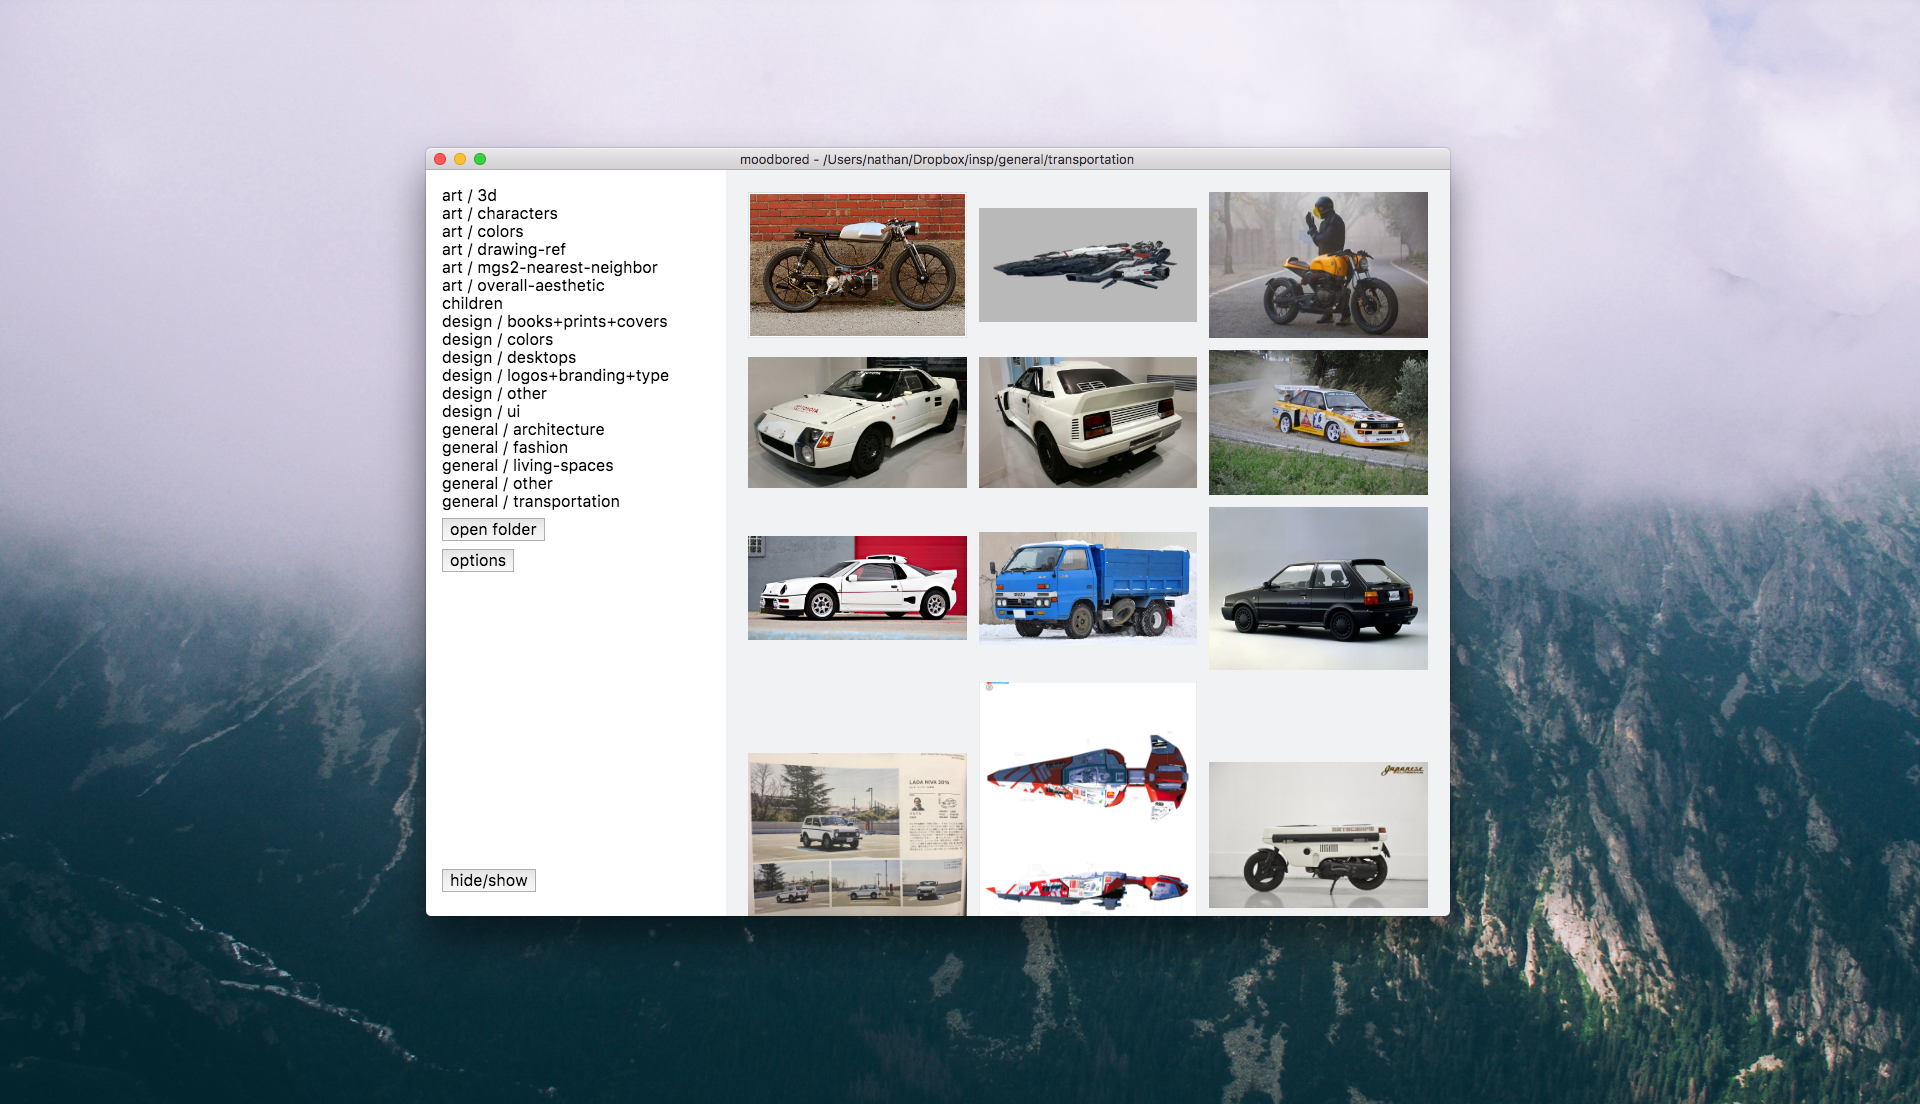 moodbored - /Users/nathan/Dropbox/insp/general/transportation
art / 3d
art / characters
art / colors
art / drawing-ref
art / mgs2-nearest-neighbor
art / overall-aesthetic
children
design / books+prints+covers
design / colors
design / desktops
design / logos+branding+type
design / other
design / ui
general / architecture
general / fashion
general / living-spaces
general / other
general / transportation
open folder
options
hide/show
TOYOTA
ISUZU
LADA NIVA
Japanese